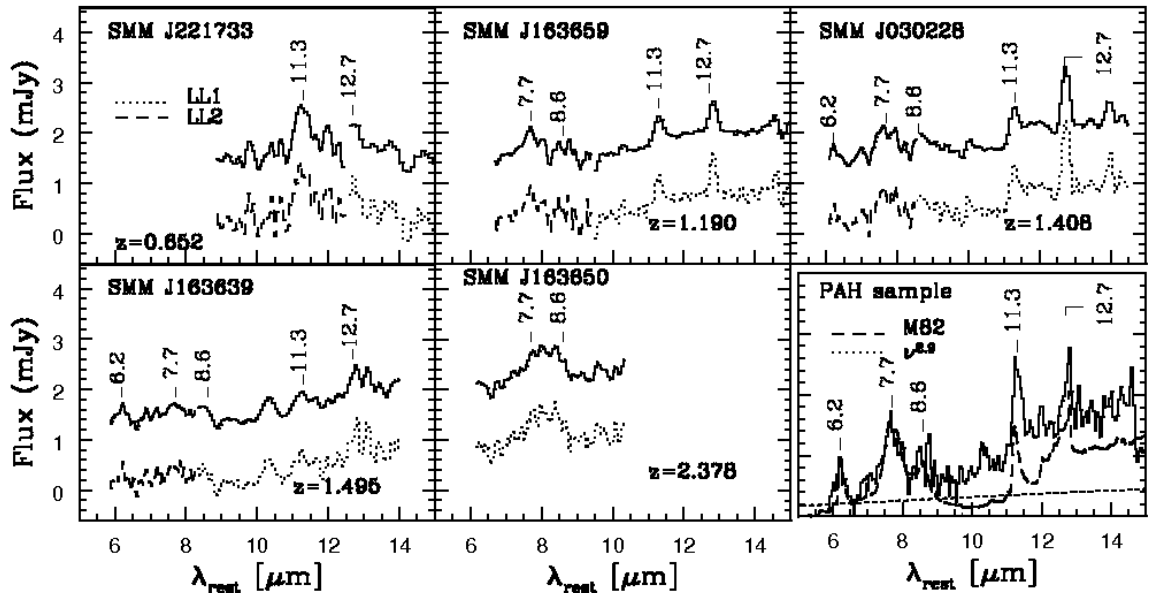 SMM J221733
SMM J163659
SMM J030228
LL1
LL2
11.3
12.7
7.7
8.6
11.3
12.7
6.2
7.7
8.6
11.3
12.7
z=0.652
z=1.190
z=1.408
Flux (mJy)
4
3
2
1
0
SMM J163639
SMM J163650
PAH sample
M82
ν^2.9
6.2
7.7
8.6
11.3
12.7
7.7
8.6
6.2
7.7
8.6
11.3
12.7
z=1.495
z=2.378
Flux (mJy)
4
3
2
1
0
6 8 10 12 14
6 8 10 12 14
6 8 10 12 14
λrest [μm]
λrest [μm]
λrest [μm]